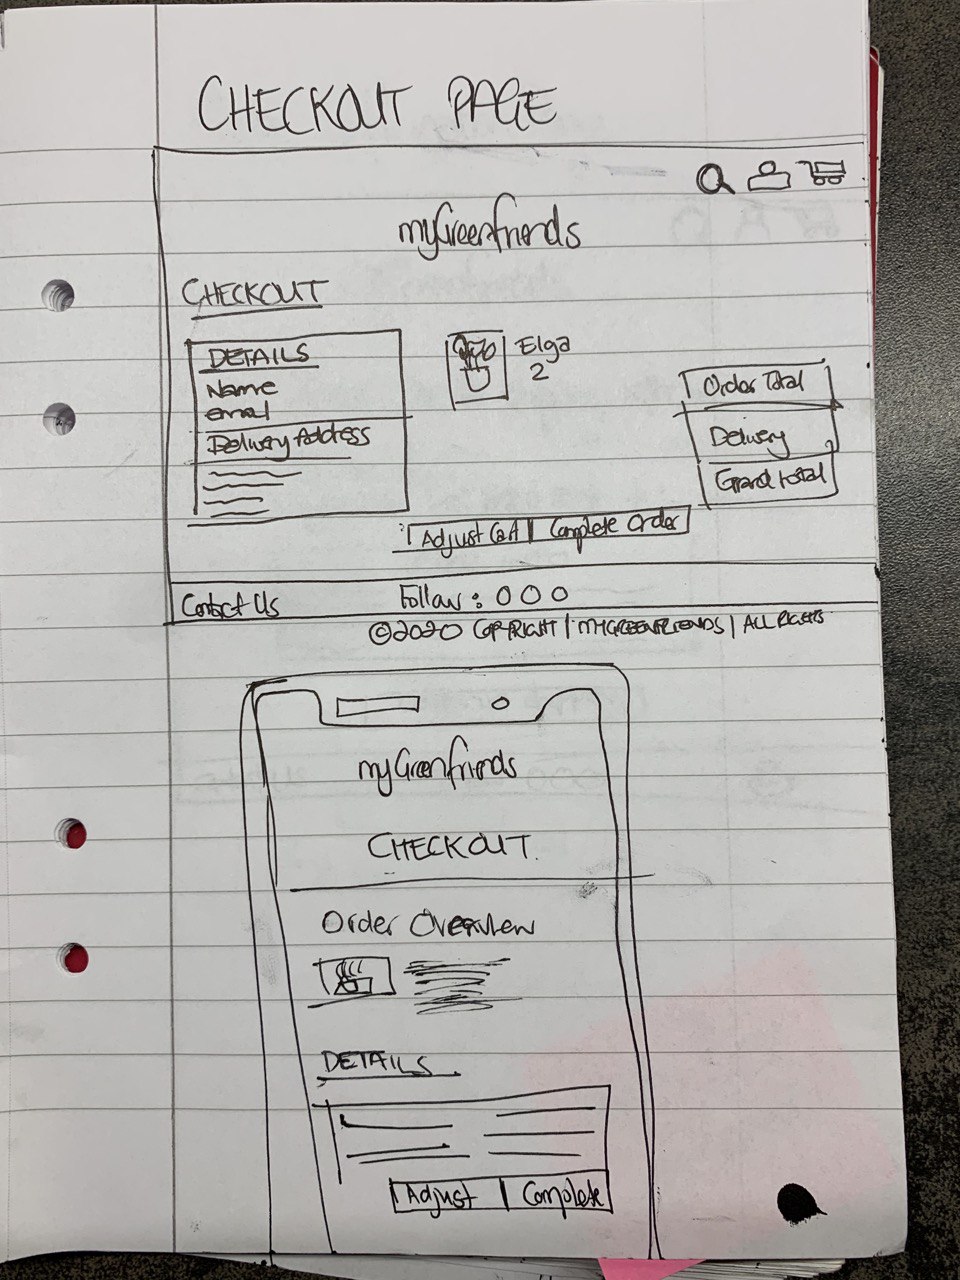 CHECKOUT PAGE
myGreenfriends
CHECKOUT
DETAILS
Name
email
Delivery Address
Elga
2
Order Total
Delivery
Grand total
Adjust Cart | Complete Order
Contact Us
Follow :
©2020 COPYRIGHT | MYGREENFRIENDS | ALL RIGHTS
myGreenfriends
CHECKOUT.
Order Overview
DETAILS.
Adjust | Complete